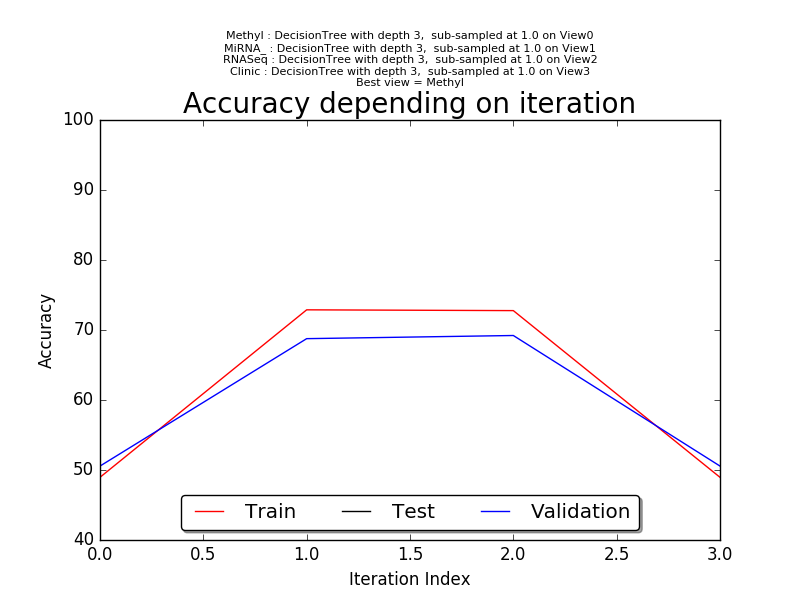 Methyl : DecisionTree with depth 3,  sub-sampled at 1.0 on View0
MiRNA_ : DecisionTree with depth 3,  sub-sampled at 1.0 on View1
RNASeq : DecisionTree with depth 3,  sub-sampled at 1.0 on View2
Clinic : DecisionTree with depth 3,  sub-sampled at 1.0 on View3
Best view = Methyl
Accuracy depending on iteration
100
90
80
70
60
50
40
Accuracy
Train Test Validation
0.0 0.5 1.0 1.5 2.0 2.5 3.0
Iteration Index